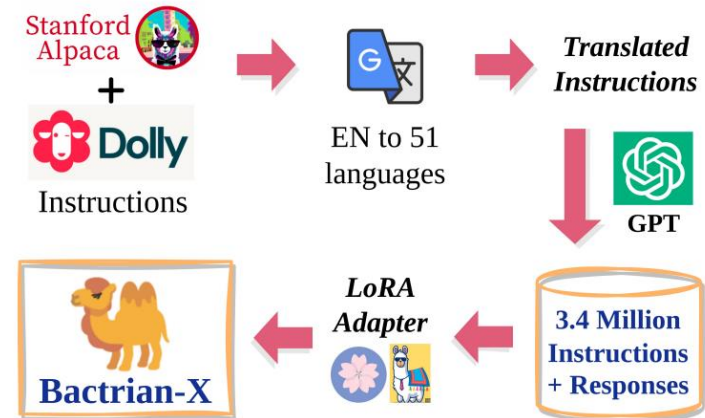 Stanford
Alpaca
+
Dolly
Instructions
G 文
EN to 51
languages
Translated
Instructions
GPT
3.4 Million
Instructions
+ Responses
LoRA
Adapter
Bactrian-X